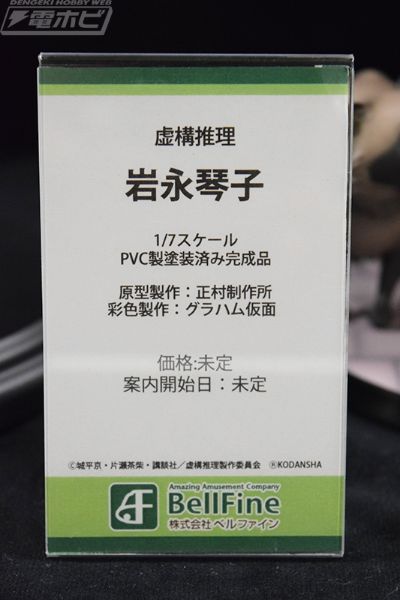 DENGEKI HOBBY WEB
電ホビ
虚構推理
岩永琴子
1/7スケール
PVC製塗装済み完成品
原型製作：正村制作所
彩色製作：グラハム仮面
価格:未定
案内開始日：未定
©城平京・片瀬茶柴・講談社／虚構推理製作委員会 ®KODANSHA
Amazing Amusement Company
BellFine
株式会社 ベルファイン